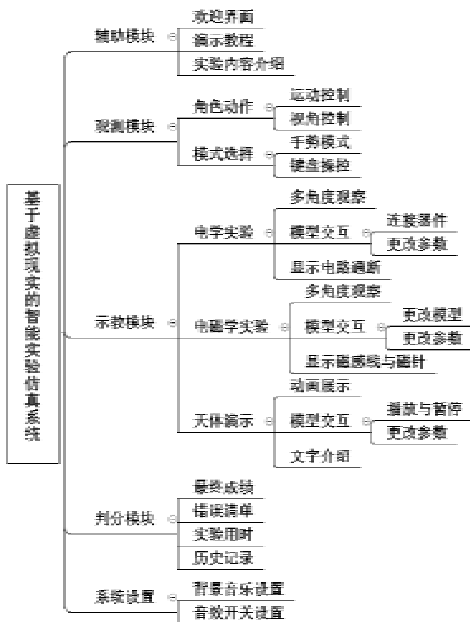 基于虚拟现实的智能实验仿真系统
辅助模块
欢迎界面
演示教程
实验内容介绍
观测模块
角色动作
运动控制
视角控制
模式选择
手势模式
键盘操控
示教模块
电学实验
多角度观察
模型交互
连接器件
更改参数
显示电路通断
电磁学实验
多角度观察
模型交互
更改模型
更改参数
显示磁感线与磁针
天体演示
动画展示
模型交互
播放与暂停
更改参数
文字介绍
判分模块
最终成绩
错误清单
实验用时
历史记录
系统设置
背景音乐设置
音效开关设置